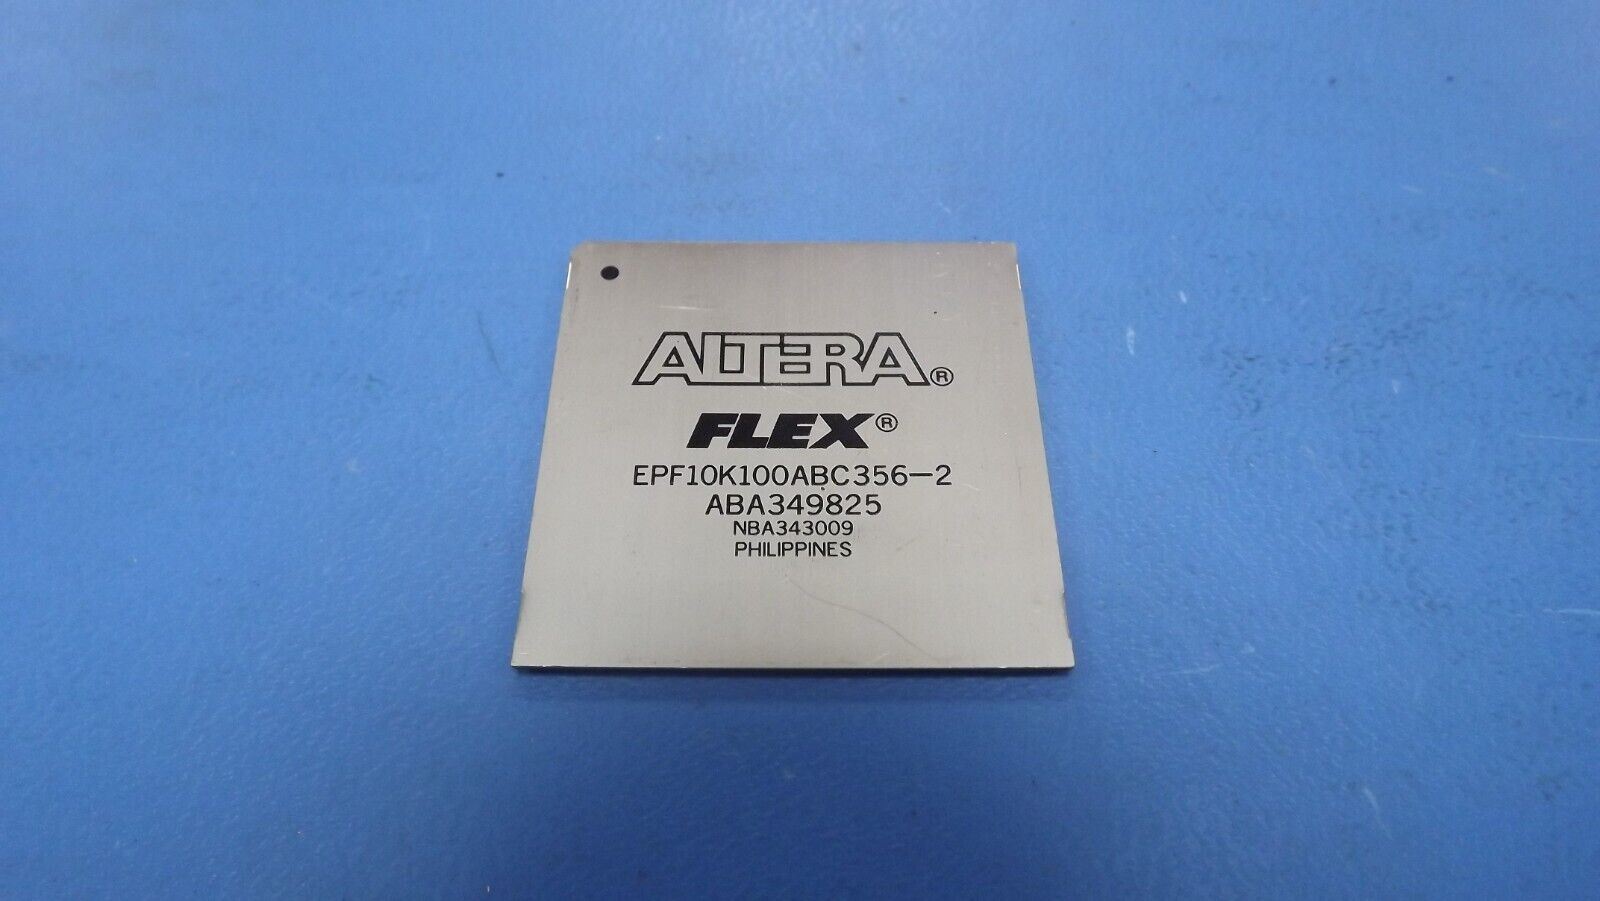 ALTERA®
FLEX®
EPF10K100ABC356-2
ABA349825
NBA343009
PHILIPPINES